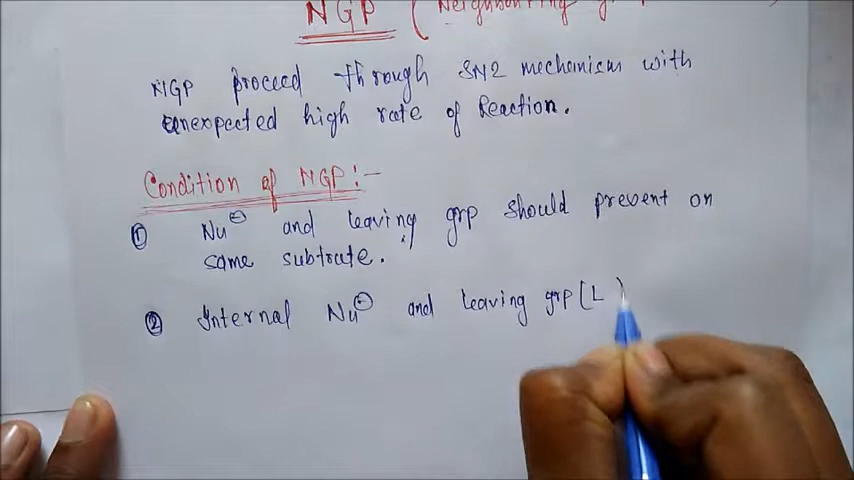 NGP (Neighbouring
NGP proceed through SN2 mechanism with
unexpected high rate of Reaction.
Condition of NGP:-
① Nu⊖ and leaving grp should prevent on
same subtrate.
② Internal Nu⊖ and leaving grp (L)